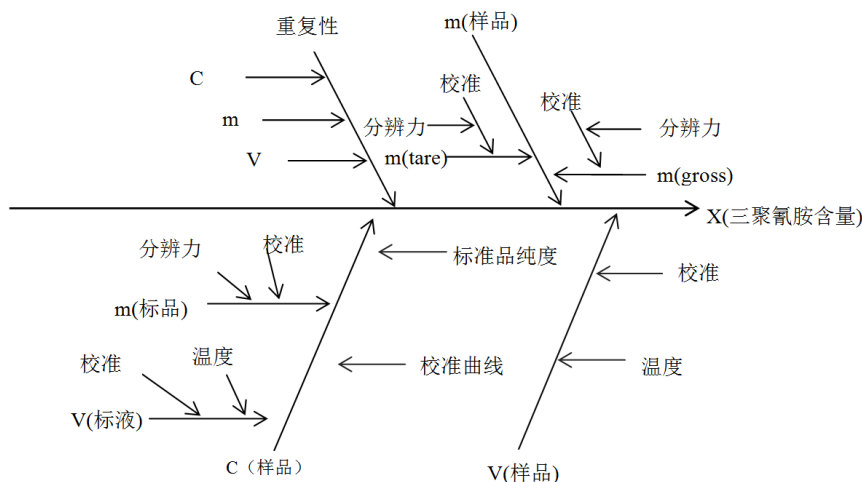 重复性
m(样品)
C
校准
校准
m
分辨力
分辨力
V
m(tare)
m(gross)
X(三聚氰胺含量)
分辨力
校准
标准品纯度
校准
m(标品)
校准
温度
校准曲线
温度
V(标液)
C（样品）
V(样品)